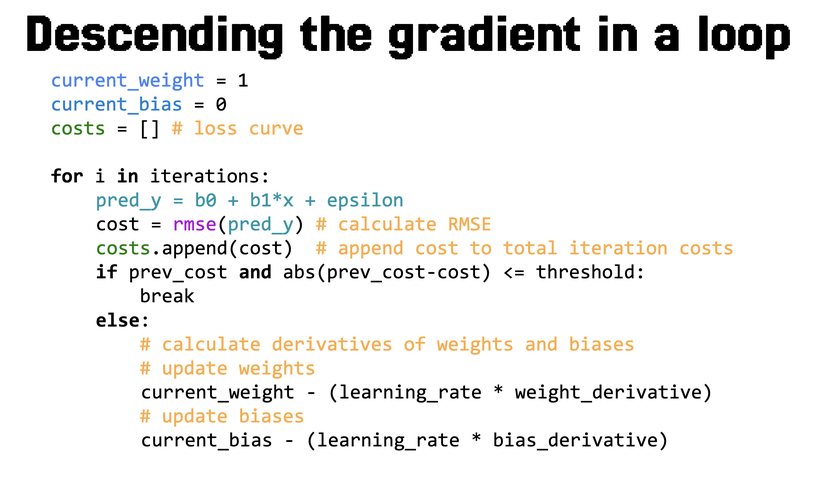 Descending the gradient in a loop
current_weight = 1
current_bias = 0
costs = [] # loss curve
for i in iterations:
pred_y = b0 + b1*x + epsilon
cost = rmse(pred_y) # calculate RMSE
costs.append(cost)  # append cost to total iteration costs
if prev_cost and abs(prev_cost-cost) <= threshold:
break
else:
# calculate derivatives of weights and biases
# update weights
current_weight - (learning_rate * weight_derivative)
# update biases
current_bias - (learning_rate * bias_derivative)